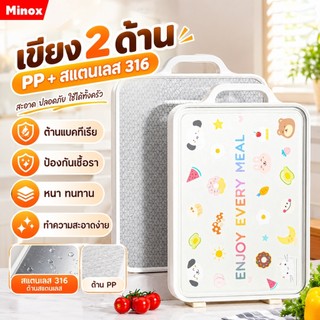 Minox
เขียง 2 ด้าน
PP + สแตนเลส 316
สะอาด ปลอดภัย ใช้ได้ทั้งครัว
ต้านแบคทีเรีย
ป้องกันเชื้อรา
หนา ทนทาน
ทำความสะอาดง่าย
ENJOY EVERY MEAL
สแตนเลส 316
ด้านสแตนเลส
ด้าน PP